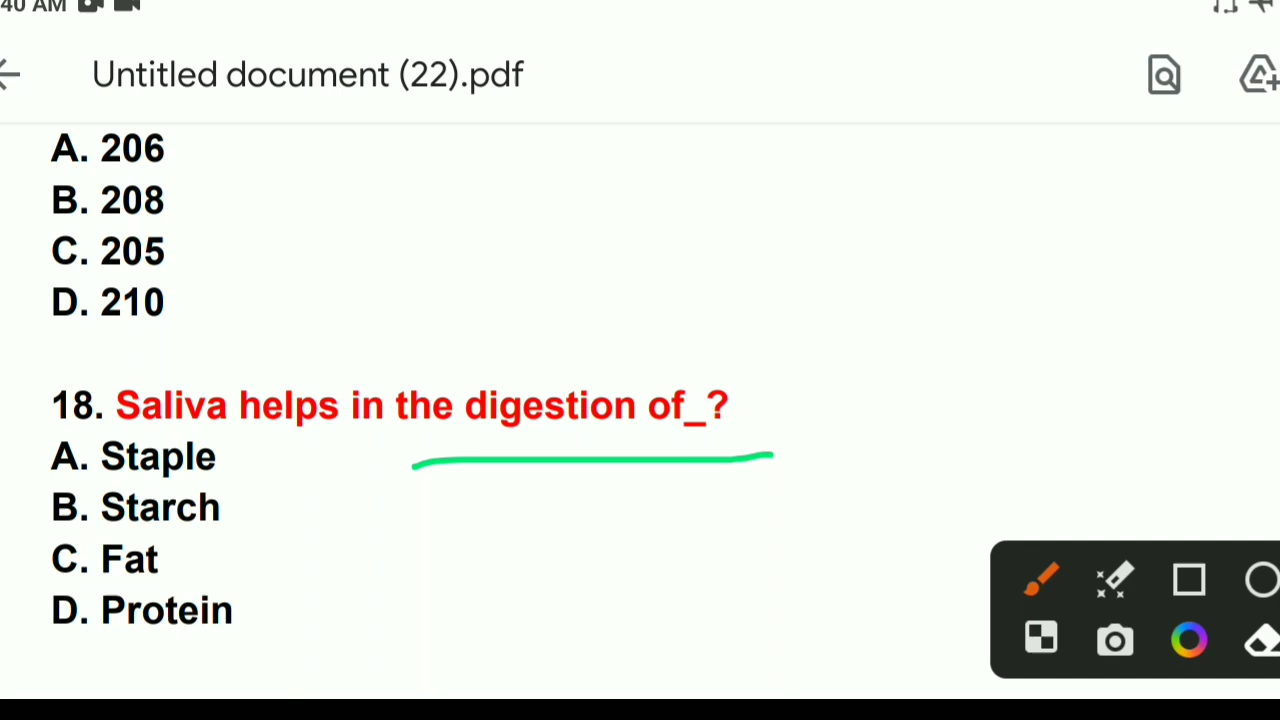 40 AM
Untitled document (22).pdf
A. 206
B. 208
C. 205
D. 210
18. Saliva helps in the digestion of_?
A. Staple
B. Starch
C. Fat
D. Protein